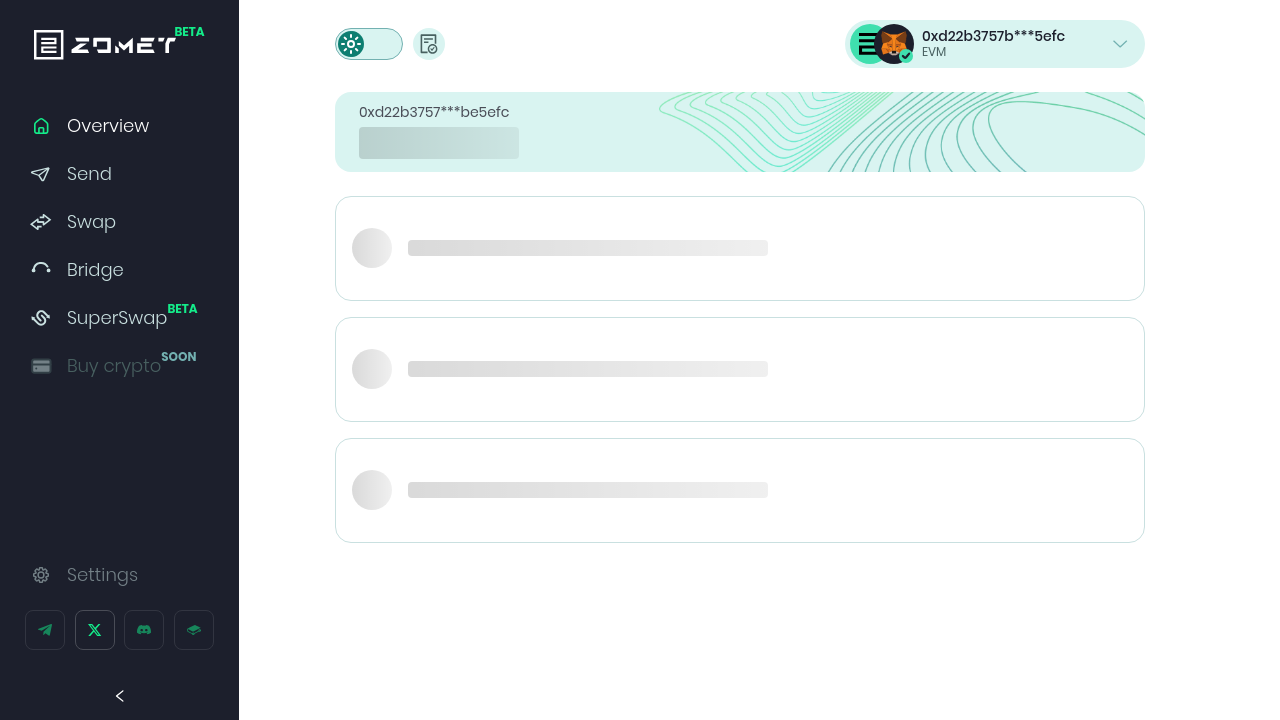 ZOMET BETA
Overview
Send
Swap
Bridge
SuperSwap BETA
Buy crypto SOON
Settings
0xd22b3757b***5efc
EVM
0xd22b3757***be5efc